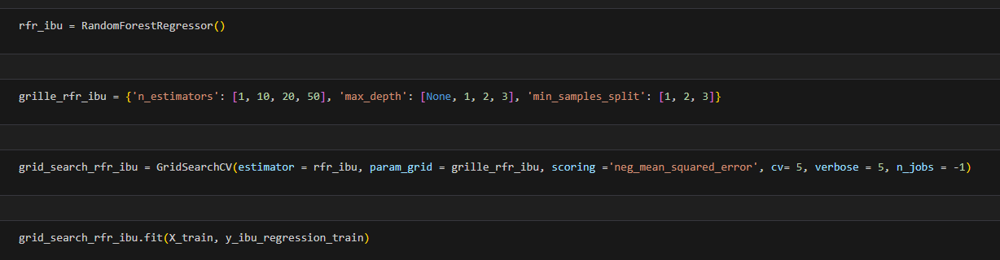 rfr_ibu = RandomForestRegressor()
grille_rfr_ibu = {'n_estimators': [1, 10, 20, 50], 'max_depth': [None, 1, 2, 3], 'min_samples_split': [1, 2, 3]}
grid_search_rfr_ibu = GridSearchCV(estimator = rfr_ibu, param_grid = grille_rfr_ibu, scoring ='neg_mean_squared_error', cv= 5, verbose = 5, n_jobs = -1)
grid_search_rfr_ibu.fit(X_train, y_ibu_regression_train)